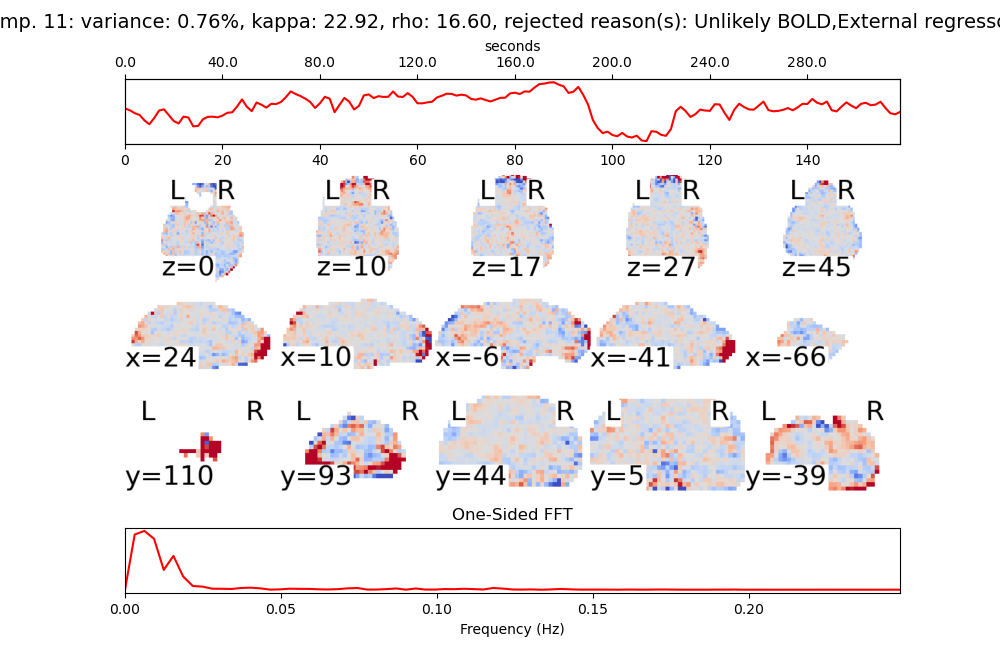 mp. 11: variance: 0.76%, kappa: 22.92, rho: 16.60, rejected reason(s): Unlikely BOLD,External regresso
seconds
0.0 40.0 80.0 120.0 160.0 200.0 240.0 280.0
0 20 40 60 80 100 120 140
L R L R L R L R L R
z=0 z=10 z=17 z=27 z=45
x=24 x=10 x=-6 x=-41 x=-66
L R L R L R L R L R
y=110 y=93 y=44 y=5 y=-39
One-Sided FFT
0.00 0.05 0.10 0.15 0.20
Frequency (Hz)